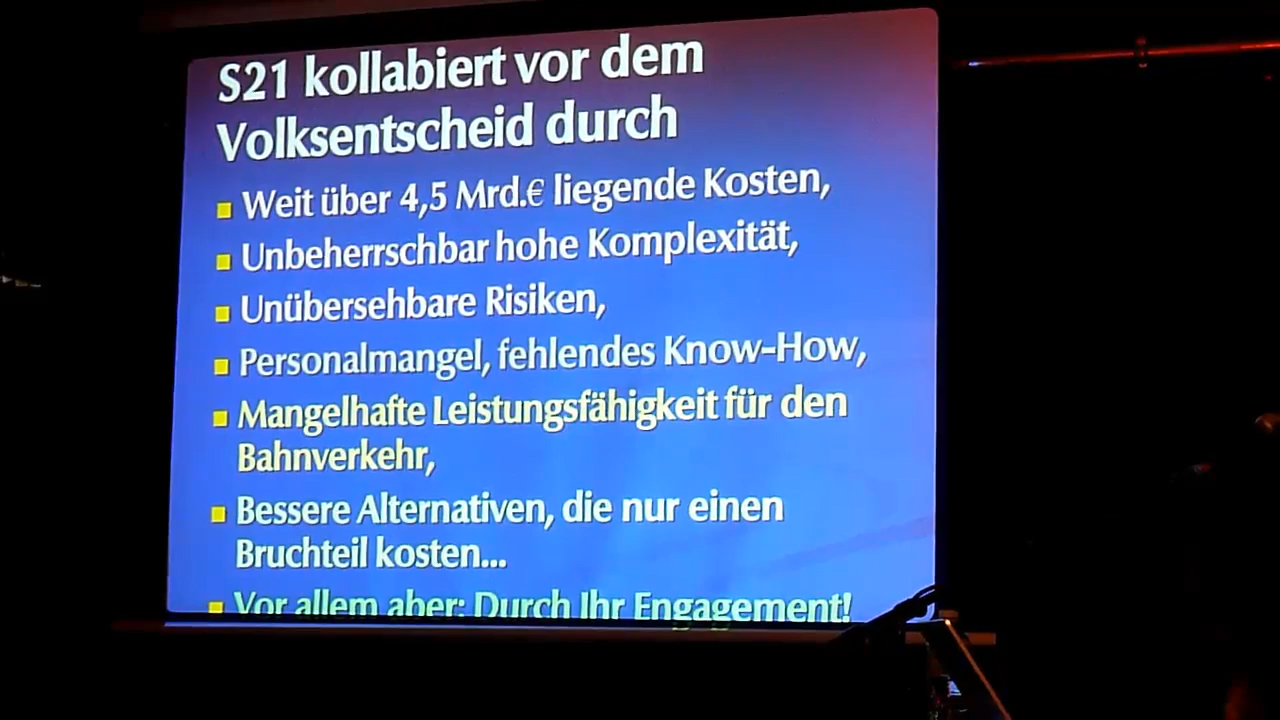 S21 kollabiert vor dem
Volksentscheid durch
Weit über 4,5 Mrd.€ liegende Kosten,
Unbeherrschbar hohe Komplexität,
Unübersehbare Risiken,
Personalmangel, fehlendes Know-How,
Mangelhafte Leistungsfähigkeit für den
Bahnverkehr,
Bessere Alternativen, die nur einen
Bruchteil kosten...
Vor allem aber: Durch Ihr Engagement!